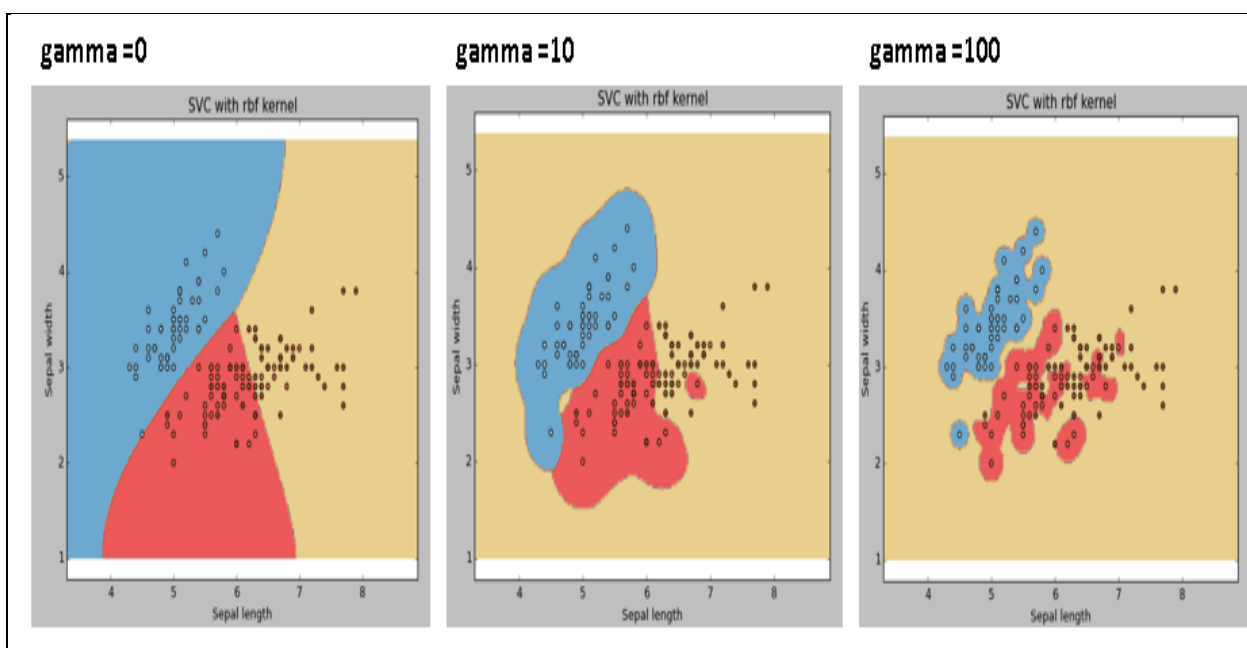 gamma =0
SVC with rbf kernel
5
4
3
2
1
Sepal width
4 5 6 7 8
Sepal length
gamma =10
SVC with rbf kernel
5
4
3
2
1
Sepal width
4 5 6 7 8
Sepal length
gamma =100
SVC with rbf kernel
5
4
3
2
1
Sepal width
4 5 6 7 8
Sepal length